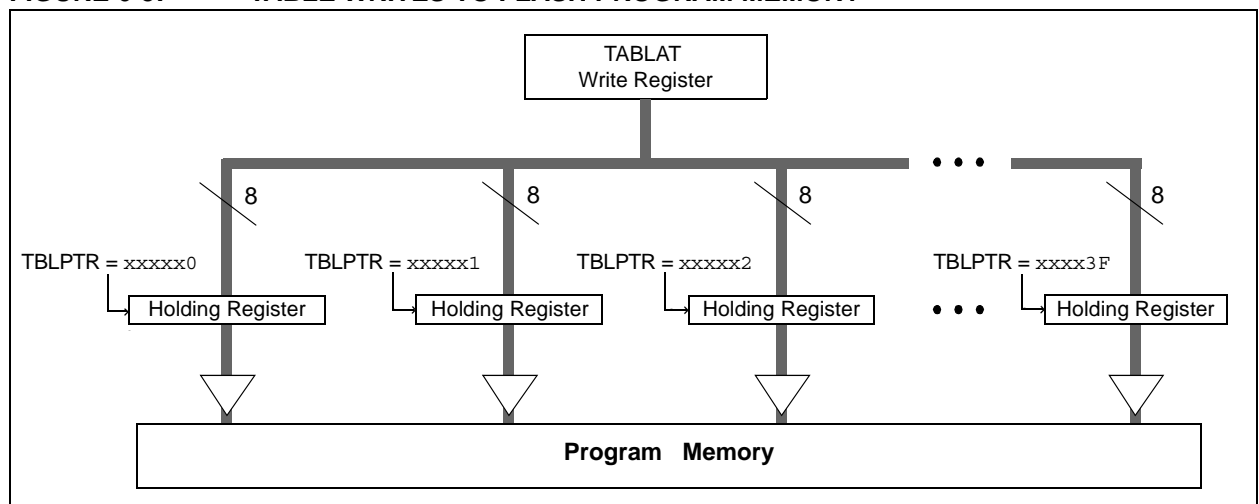 TABLAT
Write Register
8 8 8 8
TBLPTR = xxxxx0 TBLPTR = xxxxx1 TBLPTR = xxxxx2 TBLPTR = xxxx3F
Holding Register Holding Register Holding Register Holding Register
Program Memory